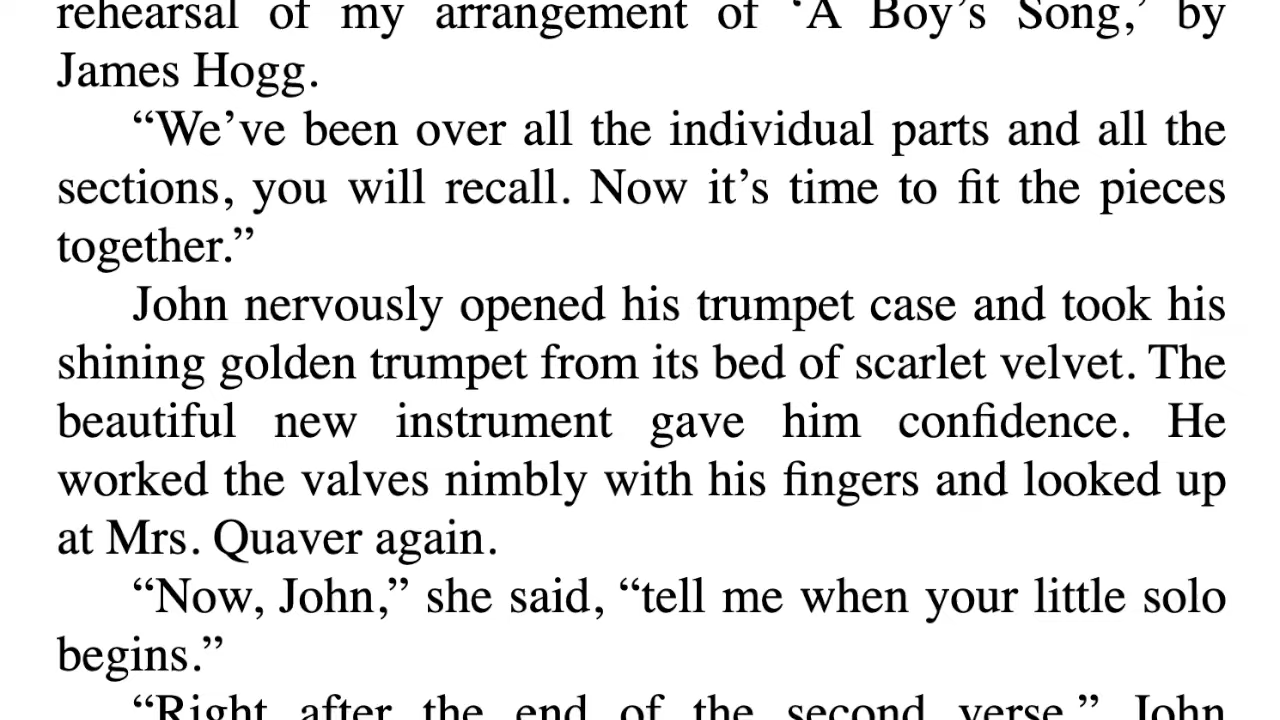 rehearsal of my arrangement of ‘A Boy’s Song,’ by
James Hogg.
“We’ve been over all the individual parts and all the
sections, you will recall. Now it’s time to fit the pieces
together.”
John nervously opened his trumpet case and took his
shining golden trumpet from its bed of scarlet velvet. The
beautiful new instrument gave him confidence. He
worked the valves nimbly with his fingers and looked up
at Mrs. Quaver again.
“Now, John,” she said, “tell me when your little solo
begins.”
“Right after the end of the second verse,” John